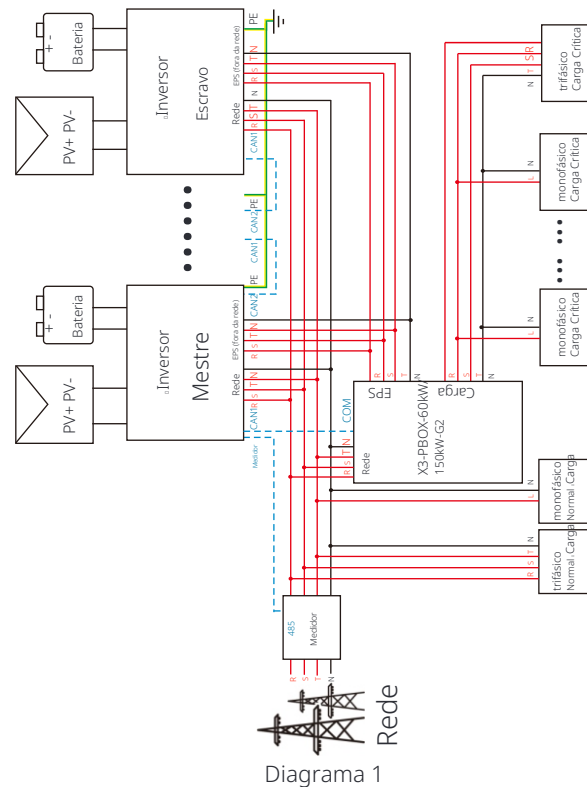 Bateria
+ -
PV+ PV-
Inversor
Escravo
PE
EPS (fora da rede)
R S T N
Rede
R S T N
CAN1
CAN2
PE
CAN1
Bateria
+ -
PV+ PV-
Inversor
Mestre
PE
CAN2
EPS (fora da rede)
R S T N
Rede
R S T N
CAN1
Medidor
COM
EPS
R S T N
Carga
R S T N
Rede
R S T N
X3-PBOX-60kW/
150kW-G2
trifásico
Carga Crítica
R S T N
monofásico
Carga Crítica
L N
monofásico
Carga Crítica
L N
monofásico
Normal Carga
L N
trifásico
Normal Carga
R S T N
485
Medidor
R S T N
Rede
Diagrama 1